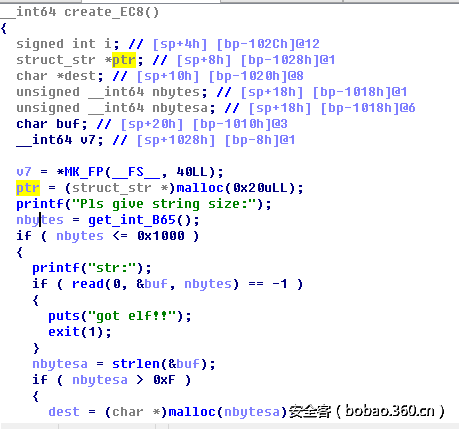 __int64 create_EC8()
{
signed int i; // [sp+4h] [bp-102Ch]@12
struct_str *ptr; // [sp+8h] [bp-1028h]@1
char *dest; // [sp+10h] [bp-1020h]@8
unsigned __int64 nbytes; // [sp+18h] [bp-1018h]@1
unsigned __int64 nbytesa; // [sp+18h] [bp-1018h]@6
char buf; // [sp+20h] [bp-1010h]@3
__int64 v7; // [sp+1028h] [bp-8h]@1
v7 = *MK_FP(__FS__, 40LL);
ptr = (struct_str *)malloc(0x20uLL);
printf("Pls give string size:");
nbytes = get_int_B65();
if ( nbytes <= 0x1000 )
{
printf("str:");
if ( read(0, &buf, nbytes) == -1 )
{
puts("got elf!!");
exit(1);
}
nbytesa = strlen(&buf);
if ( nbytesa > 0xF )
{
dest = (char *)malloc(nbytesa)
安全客（bobao.360.cn）